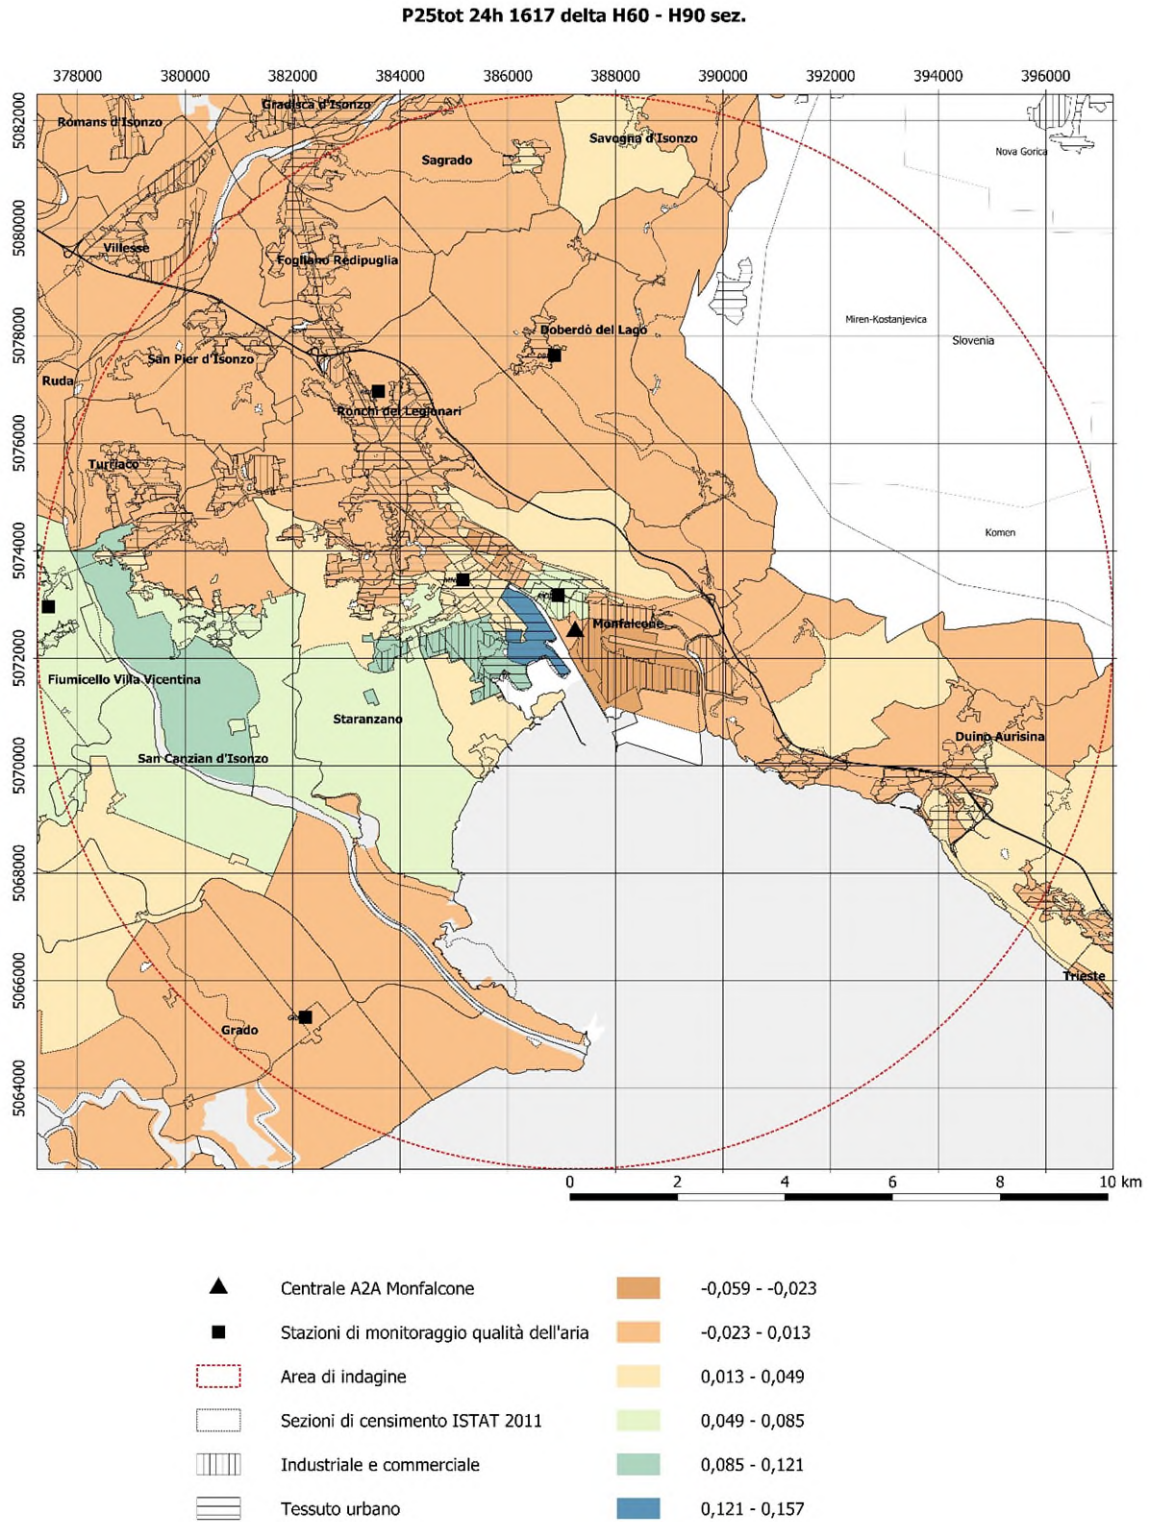 P25tot 24h 1617 delta H60 - H90 sez.
378000 380000 382000 384000 386000 388000 390000 392000 394000 396000
5082000
5080000
5078000
5076000
5074000
5072000
5070000
5068000
5066000
5064000
Gradisca d'Isonzo
Romans d'Isonzo
Savogna d'Isonzo
Nova Gorica
Sagrado
Villesse
Fogliano Redipuglia
Miren-Kostanjevica
Doberdò del Lago
Slovenia
San Pier d'Isonzo
Ruda
Ronchi dei Legionari
Turriaco
Komen
Monfalcone
Fiumicello Villa Vicentina
Staranzano
Duino Aurisina
San Canzian d'Isonzo
Trieste
Grado
0 2 4 6 8 10 km
Centrale A2A Monfalcone
Stazioni di monitoraggio qualità dell'aria
Area di indagine
Sezioni di censimento ISTAT 2011
Industriale e commerciale
Tessuto urbano
-0,059 - -0,023
-0,023 - 0,013
0,013 - 0,049
0,049 - 0,085
0,085 - 0,121
0,121 - 0,157